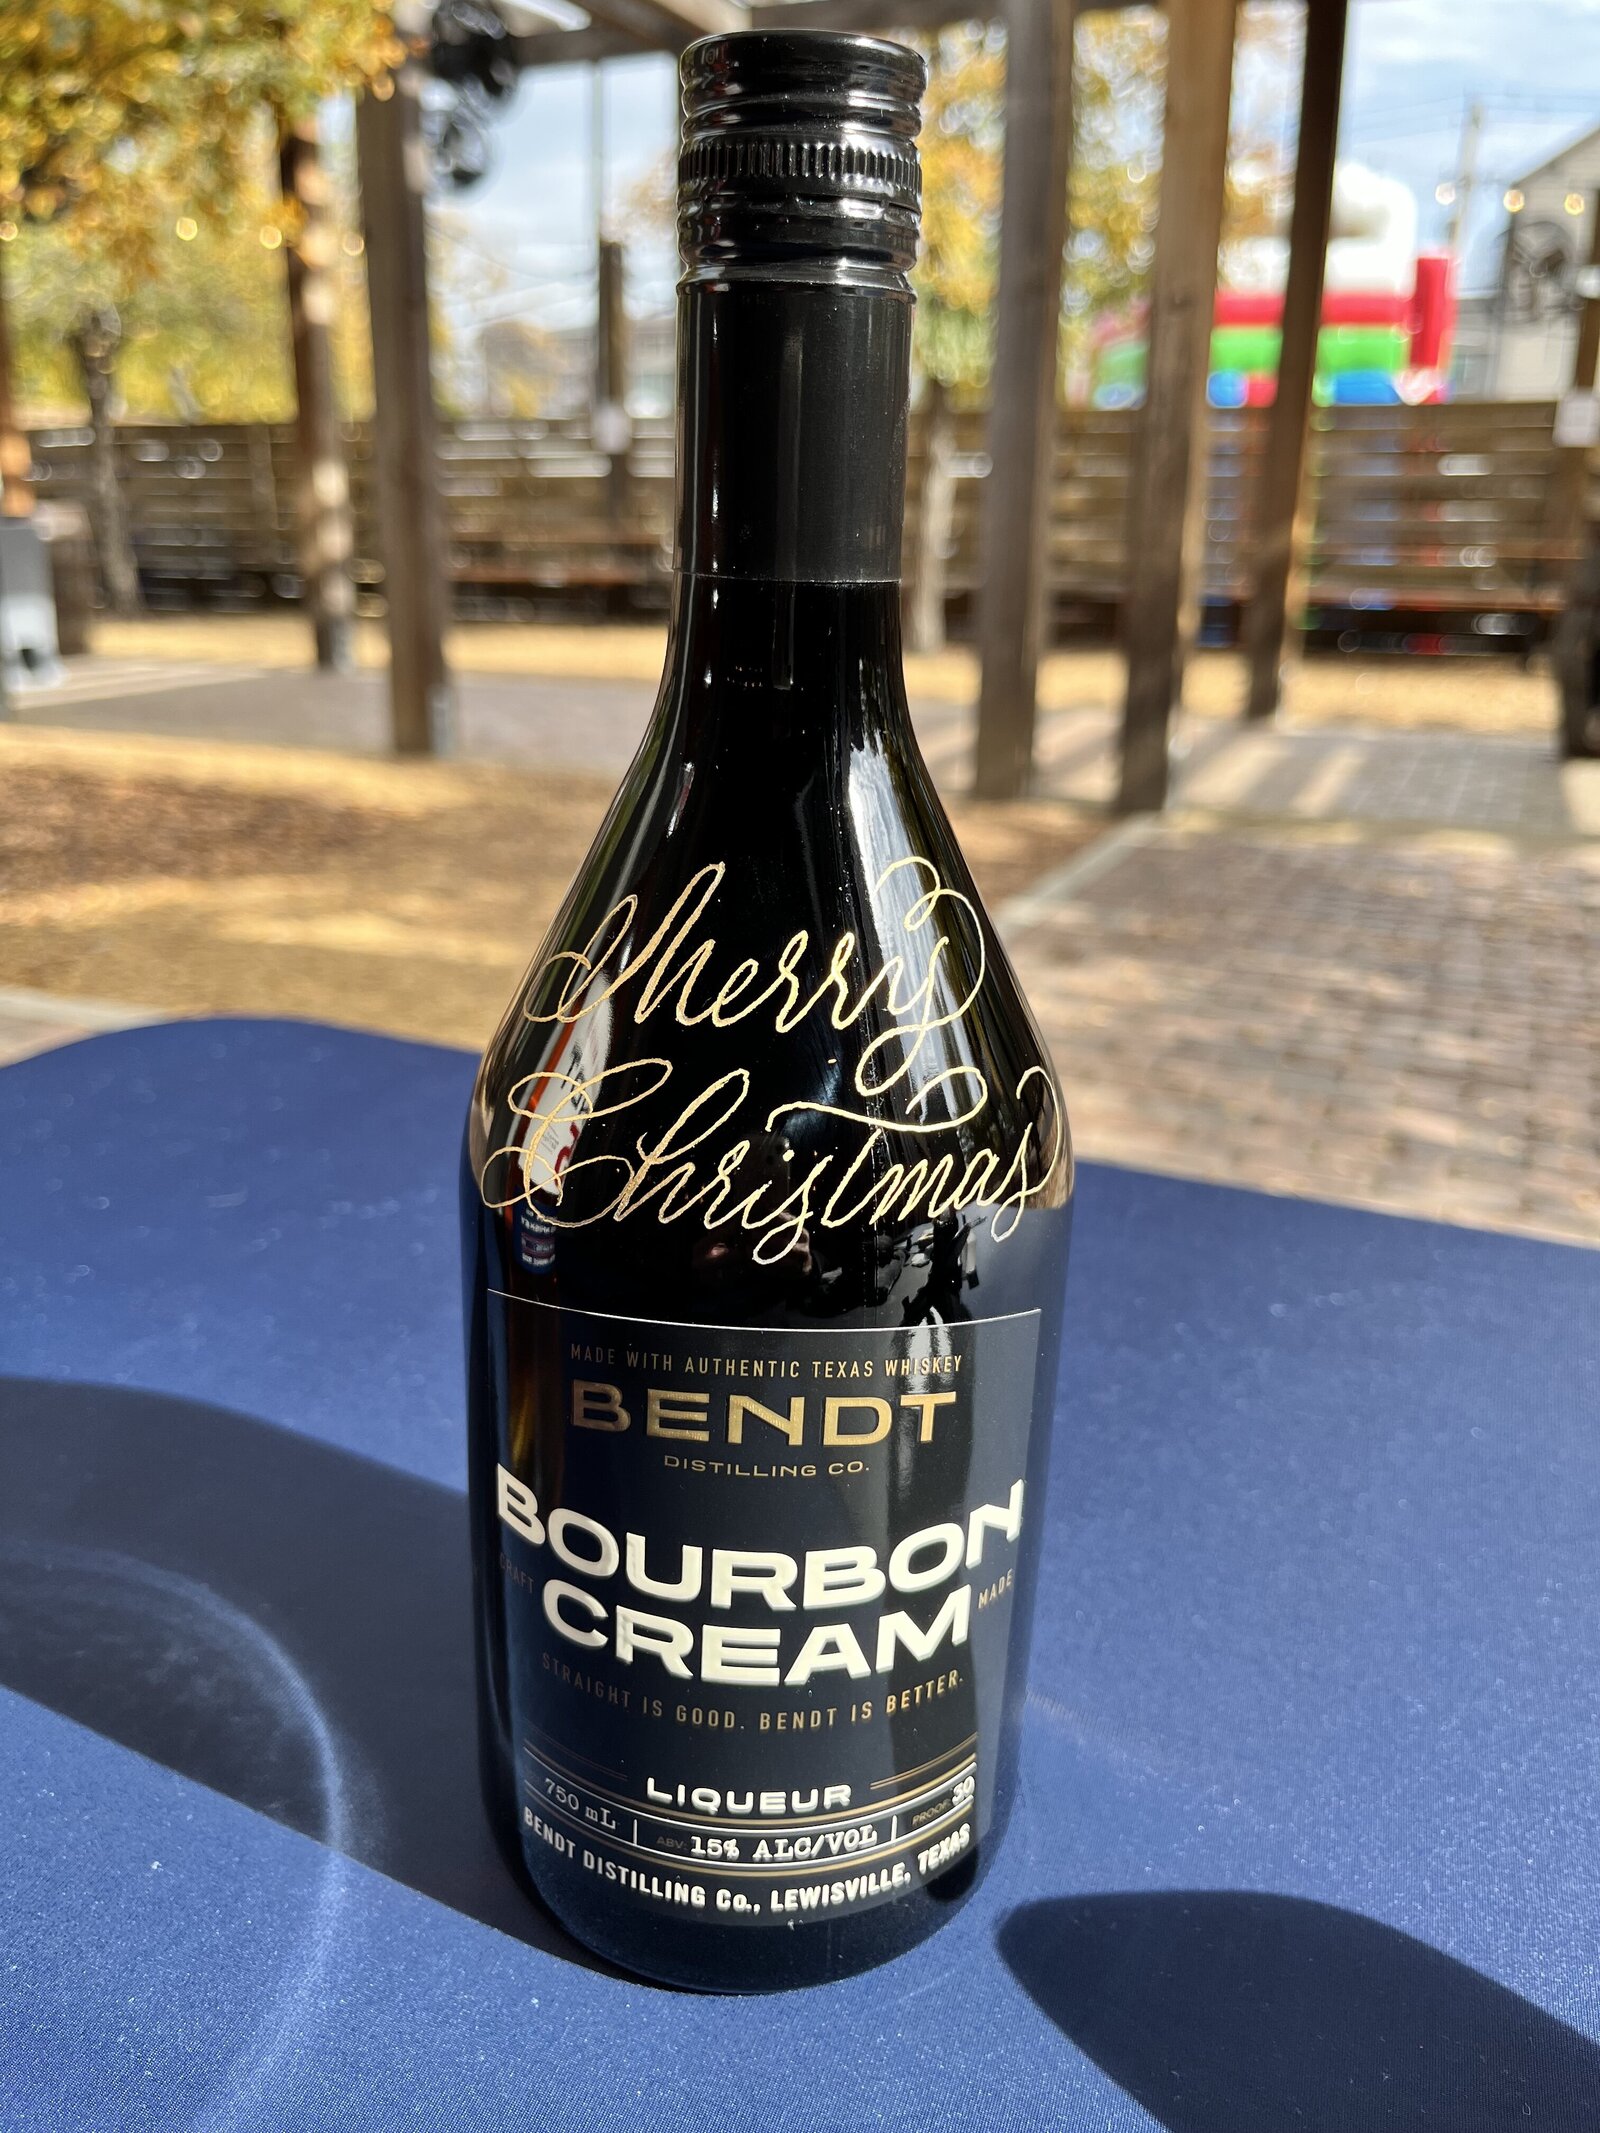 Merry
Christmas
MADE WITH AUTHENTIC TEXAS WHISKEY
BENDT
DISTILLING CO.
BOURBON
CRAFT CREAM MADE
STRAIGHT IS GOOD. BENDT IS BETTER.
LIQUEUR
750 mL | ABV: 15% ALC/VOL | PROOF: 30
BENDT DISTILLING Co., LEWISVILLE, TEXAS